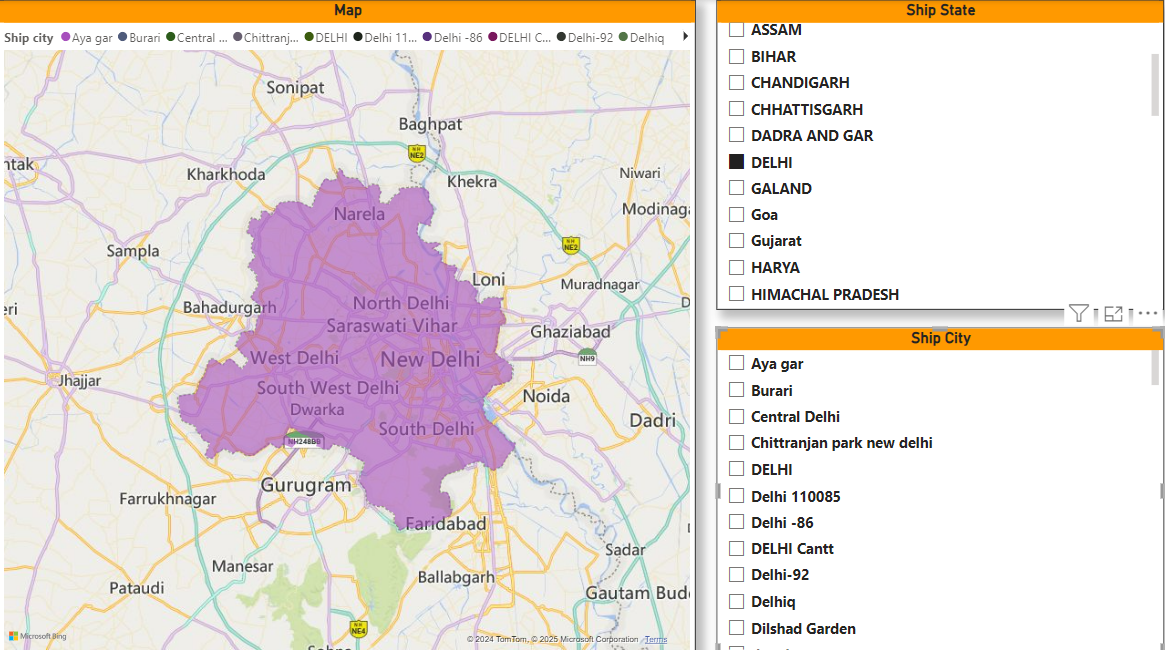 Map
Ship city Aya gar Burari Central ... Chittranj... DELHI Delhi 11... Delhi -86 DELHI C... Delhi-92 Delhiq
Sonipat
Baghpat
NH
NE2
ntak
Kharkhoda
Khekra
Niwari
Modinaga
Narela
NH
NE2
Sampla
Loni
Muradnagar
Bahadurgarh
North Delhi
D
eri
Saraswati Vihar
Ghaziabad
West Delhi
New Delhi
NH9
Jhajjar
South West Delhi
Noida
Dwarka
Dadri
South Delhi
NH248BB
Gurugram
Farrukhnagar
Faridabad
Sadar
Manesar
Ballabgarh
Pataudi
Gautam Bud
NH
NE4
Microsoft Bing
© 2024 TomTom, © 2025 Microsoft Corporation Terms
Ship State
ASSAM
BIHAR
CHANDIGARH
CHHATTISGARH
DADRA AND GAR
DELHI
GALAND
Goa
Gujarat
HARYA
HIMACHAL PRADESH
Ship City
Aya gar
Burari
Central Delhi
Chittranjan park new delhi
DELHI
Delhi 110085
Delhi -86
DELHI Cantt
Delhi-92
Delhiq
Dilshad Garden